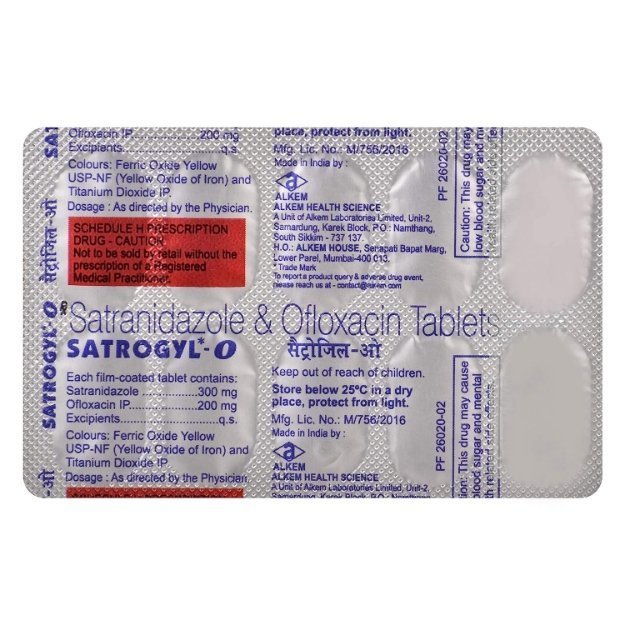 Ofloxacin IP....................200 mg
Excipients..............................q.s.
Colours: Ferric Oxide Yellow
USP-NF (Yellow Oxide of Iron) and
Titanium Dioxide IP.
Dosage : As directed by the Physician.
SCHEDULE H PRESCRIPTION
DRUG - CAUTION
Not to be sold by retail without the
prescription of a Registered
Medical Practitioner.
place, protect from light.
Mfg. Lic. No.: M/756/2016
Made in India by :
ALKEM
ALKEM HEALTH SCIENCE
A Unit of Alkem Laboratories Limited, Unit-2,
Samardung, Karek Block, P.O.: Namthang,
South Sikkim - 737 137.
H.O.: ALKEM HOUSE, Senapati Bapat Marg,
Lower Parel, Mumbai-400 013.
*Trade Mark
To report a product query & adverse drug event,
please reach us at - contact@alkem.com
PF 26020-02
Caution: This drug may
low blood sugar and
सैट्रोजिल-ओ
SATROGYL*-O
Satranidazole & Ofloxacin Tablets
SATROGYL*-O
सैट्रोजिल-ओ
Each film-coated tablet contains:
Satranidazole ...............300 mg
Ofloxacin IP....................200 mg
Excipients..............................q.s.
Colours: Ferric Oxide Yellow
USP-NF (Yellow Oxide of Iron) and
Titanium Dioxide IP.
Dosage : As directed by the Physician
Keep out of reach of children.
Store below 25°C in a dry
place, protect from light.
Mfg. Lic. No.: M/756/2016
Made in India by :
ALKEM
ALKEM HEALTH SCIENCE
A Unit of Alkem Laboratories Limited, Unit-2,
Samardung, Karek Block, P.O.: Namthang
PF 26020-02
This drug may cause
blood sugar and mental